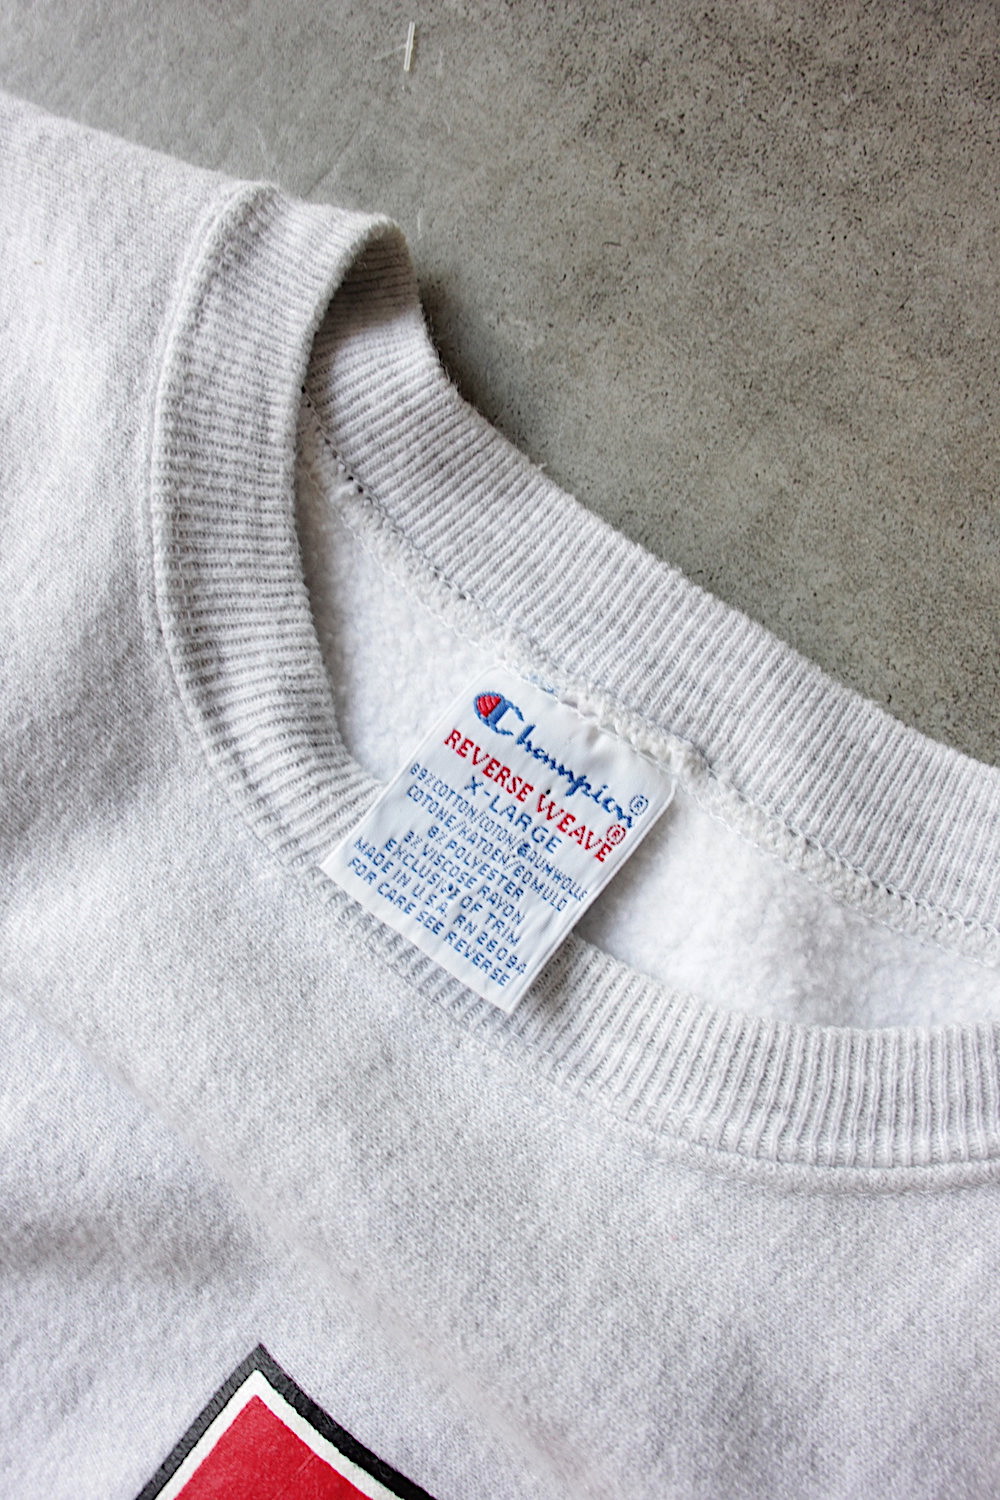 Champion®
REVERSE WEAVE®
X-LARGE
89% COTTON/COTON/BAUMWOLLE
COTONE/KATOEN/BOMULD
8% POLYESTER
3% VISCOSE RAYON
EXCLUSIVE OF TRIM
MADE IN U.S.A. RN 26094
FOR CARE SEE REVERSE